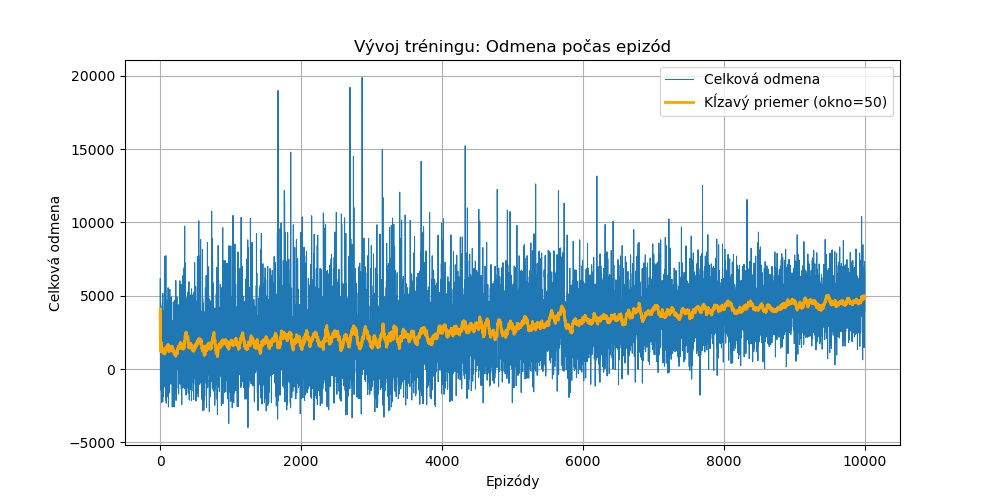 Vývoj tréningu: Odmena počas epizód
Celková odmena
Kĺzavý priemer (okno=50)
20000
15000
10000
5000
0
−5000
Celková odmena
0
2000
4000
6000
8000
10000
Epizódy